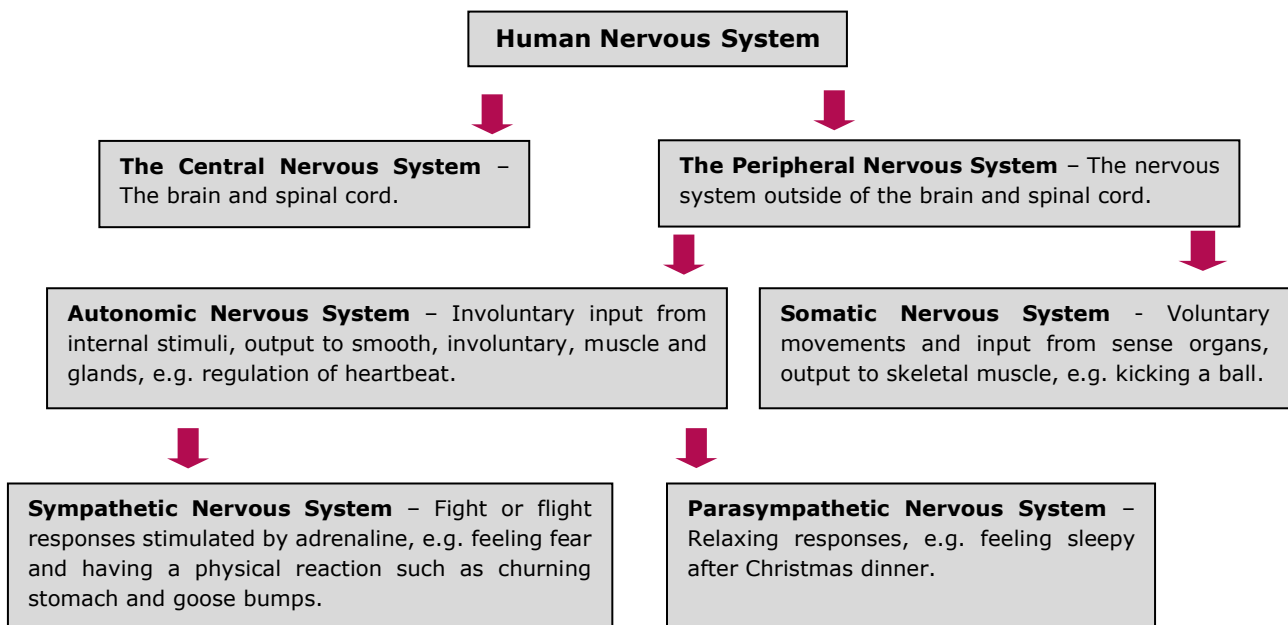 Human Nervous System
The Central Nervous System –
The brain and spinal cord.
The Peripheral Nervous System – The nervous
system outside of the brain and spinal cord.
Autonomic Nervous System – Involuntary input from
internal stimuli, output to smooth, involuntary, muscle and
glands, e.g. regulation of heartbeat.
Somatic Nervous System - Voluntary
movements and input from sense organs,
output to skeletal muscle, e.g. kicking a ball.
Sympathetic Nervous System – Fight or flight
responses stimulated by adrenaline, e.g. feeling fear
and having a physical reaction such as churning
stomach and goose bumps.
Parasympathetic Nervous System –
Relaxing responses, e.g. feeling sleepy
after Christmas dinner.